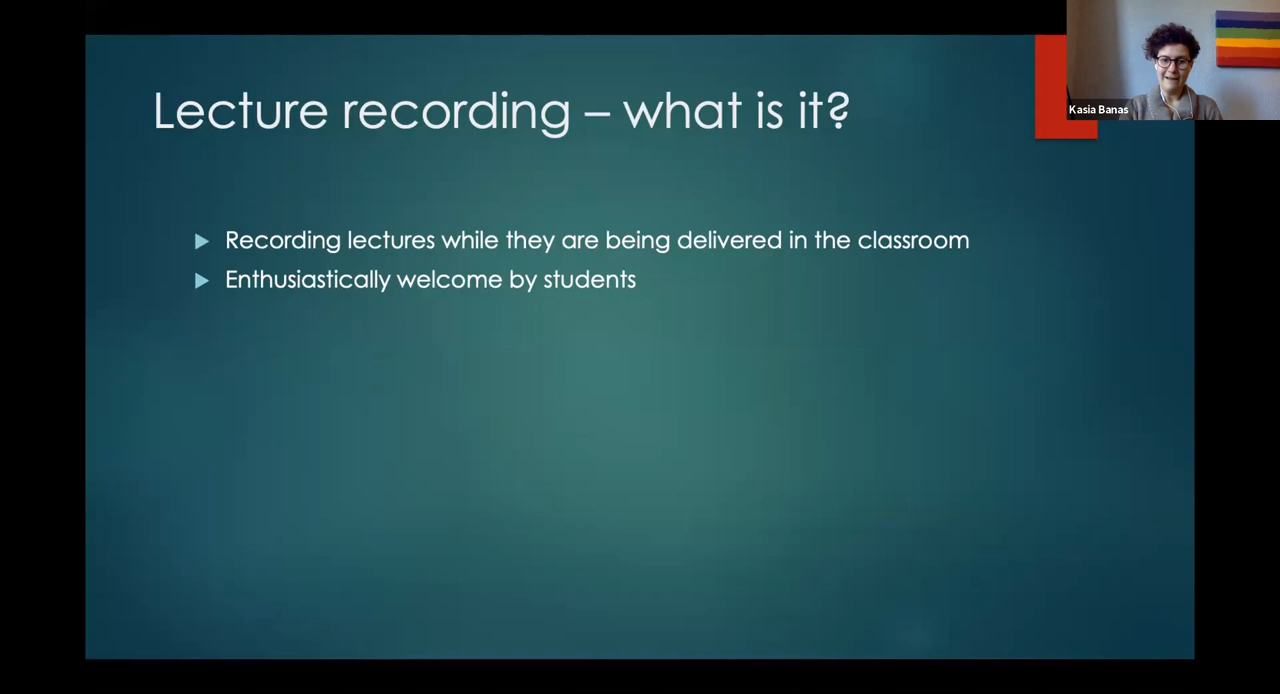 Lecture recording – what is it?
Recording lectures while they are being delivered in the classroom
Enthusiastically welcome by students
Kasia Banas